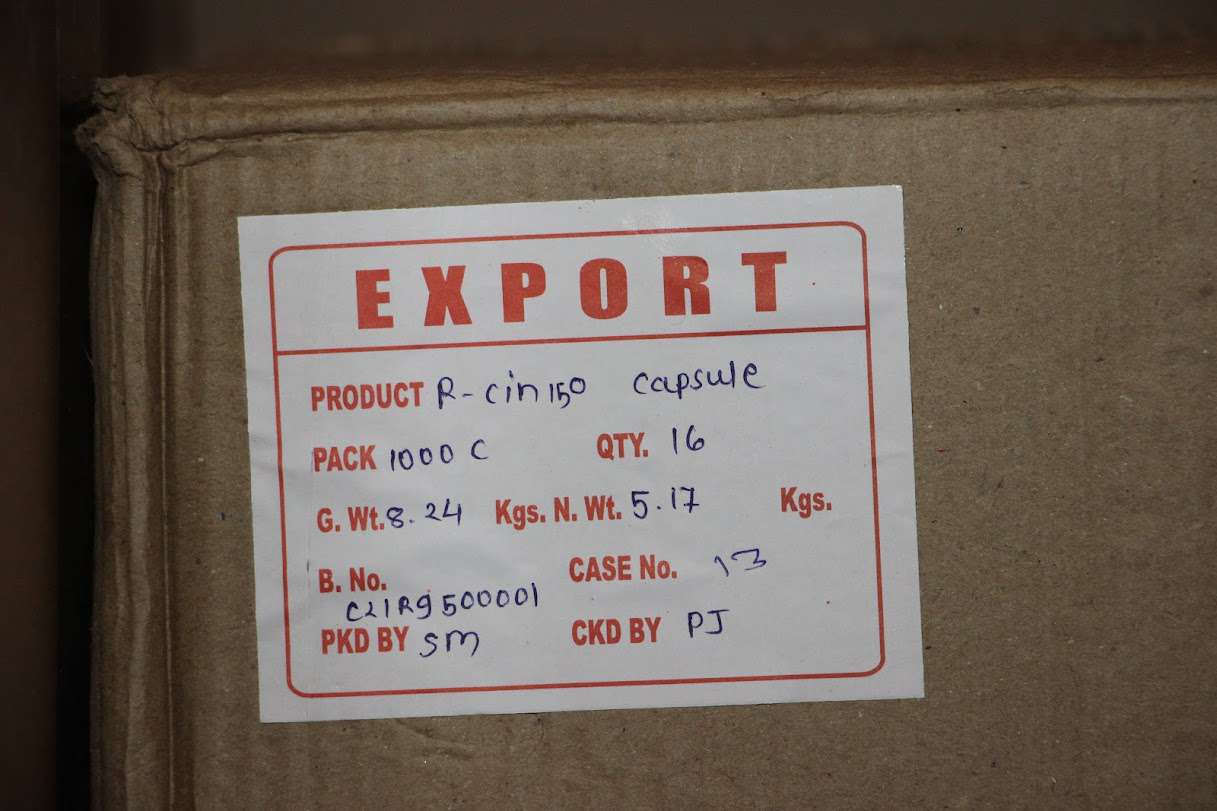 EXPORT
PRODUCT R-cin 150 capsule
PACK 1000 C QTY. 16
G. Wt. 8.24 Kgs. N. Wt. 5.17 Kgs.
B. No. CASE No. 13
C21R9500001
PKD BY SM CKD BY PJ